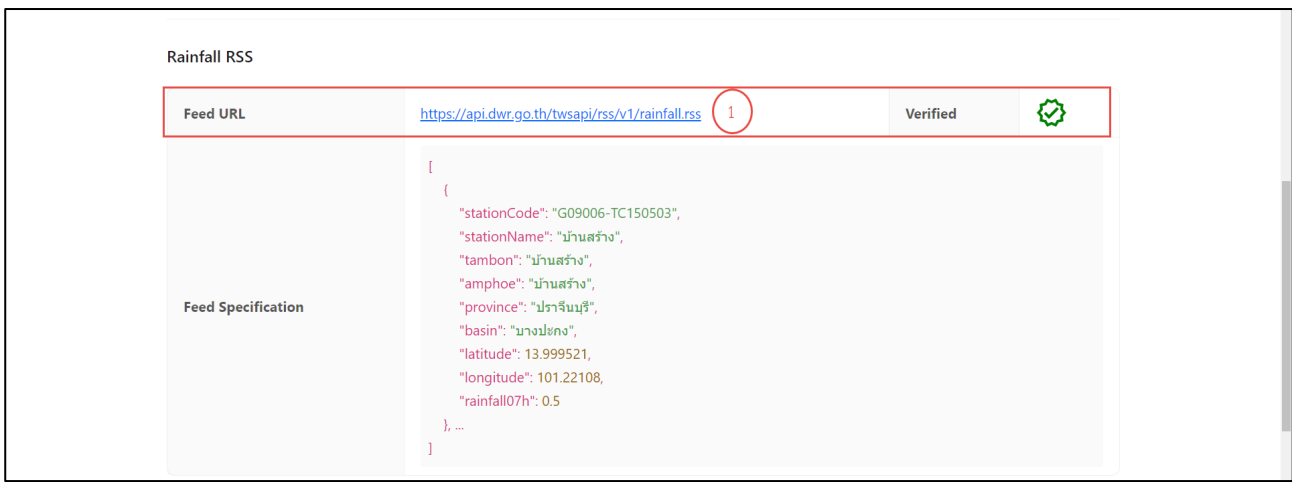 Rainfall RSS
Feed URL https://api.dwr.go.th/twsapi/rss/v1/rainfall.rss 1 Verified
[
{
"stationCode": "G09006-TC150503",
"stationName": "บ้านสร้าง",
"tambon": "บ้านสร้าง",
"amphoe": "บ้านสร้าง",
Feed Specification "province": "ปราจีนบุรี",
"basin": "บางปะกง",
"latitude": 13.999521,
"longitude": 101.22108,
"rainfall07h": 0.5
}, ...
]